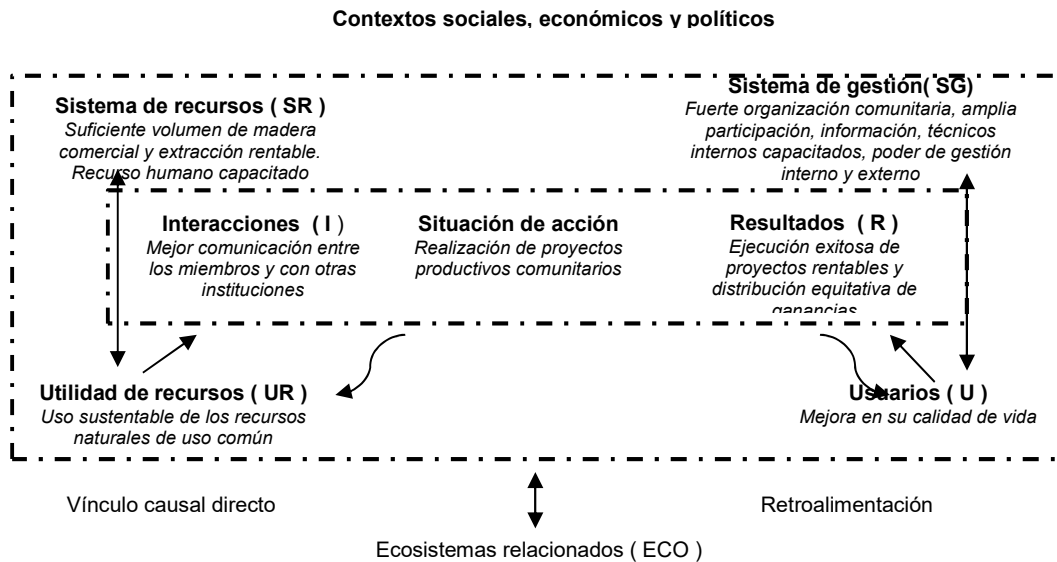 Contextos sociales, económicos y políticos
Sistema de recursos ( SR )
Suficiente volumen de madera
comercial y extracción rentable.
Recurso humano capacitado
Sistema de gestión( SG)
Fuerte organización comunitaria, amplia
participación, información, técnicos
internos capacitados, poder de gestión
interno y externo
Interacciones ( I )
Mejor comunicación entre
los miembros y con otras
instituciones
Situación de acción
Realización de proyectos
productivos comunitarios
Resultados ( R )
Ejecución exitosa de
proyectos rentables y
distribución equitativa de
ganancias
Utilidad de recursos ( UR )
Uso sustentable de los recursos
naturales de uso común
Usuarios ( U )
Mejora en su calidad de vida
Vínculo causal directo
Retroalimentación
Ecosistemas relacionados ( ECO )